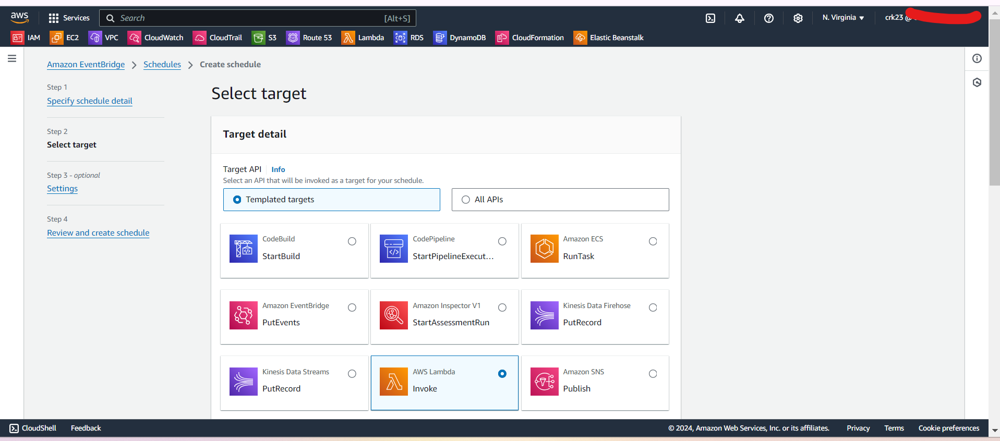 aws Services Search [Alt+S] N. Virginia ▼ crk23 @
IAM EC2 VPC CloudWatch CloudTrail S3 Route 53 Lambda RDS DynamoDB CloudFormation Elastic Beanstalk
Amazon EventBridge > Schedules > Create schedule
Step 1
Specify schedule detail
Step 2
Select target
Step 3 - optional
Settings
Step 4
Review and create schedule
Select target
Target detail
Target API Info
Select an API that will be invoked as a target for your schedule.
Templated targets All APIs
CodeBuild
StartBuild
CodePipeline
StartPipelineExecut...
Amazon ECS
RunTask
Amazon EventBridge
PutEvents
Amazon Inspector V1
StartAssessmentRun
Kinesis Data Firehose
PutRecord
Kinesis Data Streams
PutRecord
AWS Lambda
Invoke
Amazon SNS
Publish
CloudShell Feedback © 2024, Amazon Web Services, Inc. or its affiliates. Privacy Terms Cookie preferences